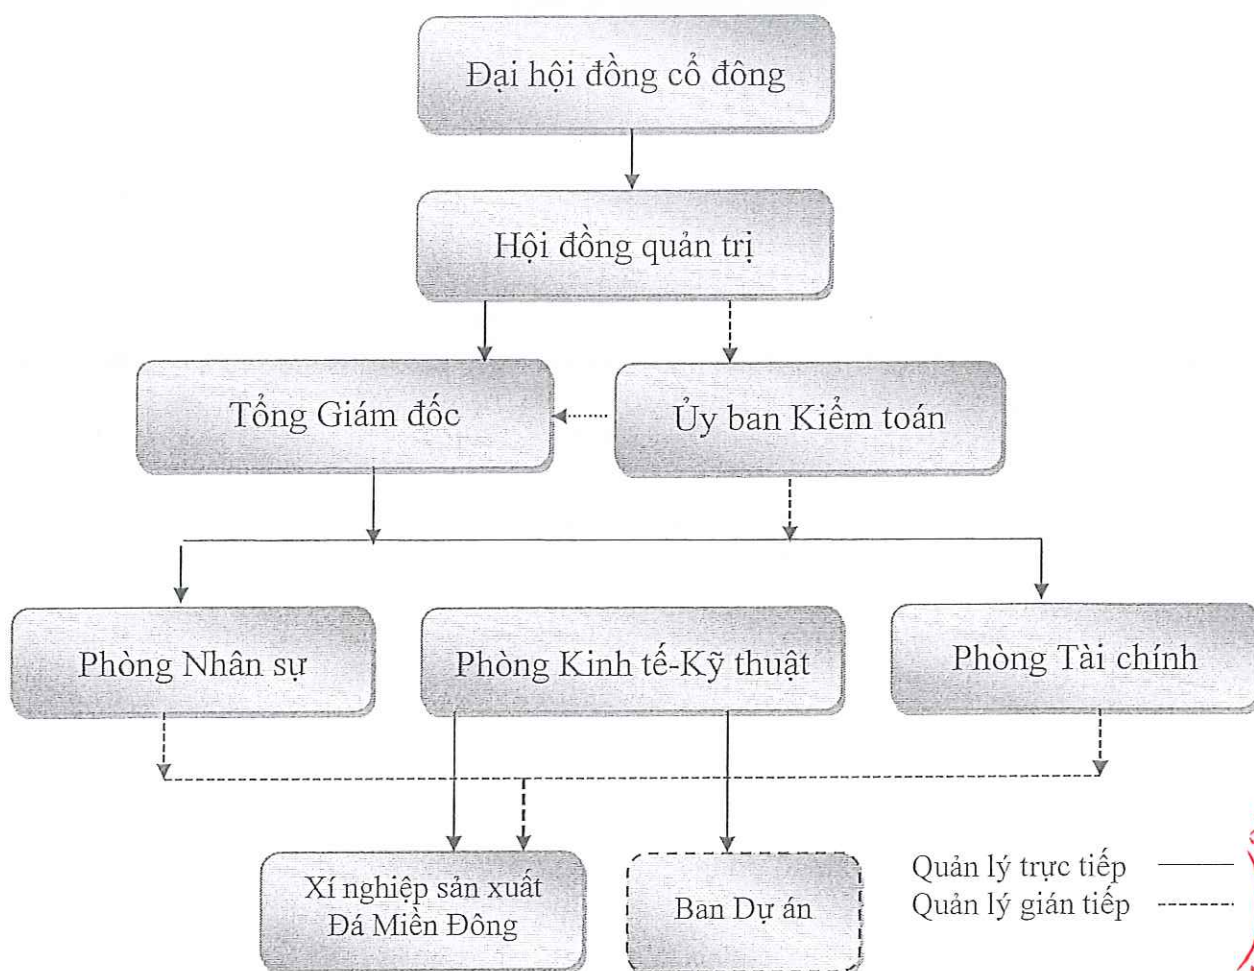 Đại hội đồng cổ đông
Hội đồng quản trị
Tổng Giám đốc
Ủy ban Kiểm toán
Phòng Nhân sự
Phòng Kinh tế-Kỹ thuật
Phòng Tài chính
Xí nghiệp sản xuất
Đá Miền Đông
Ban Dự án
Quản lý trực tiếp
Quản lý gián tiếp